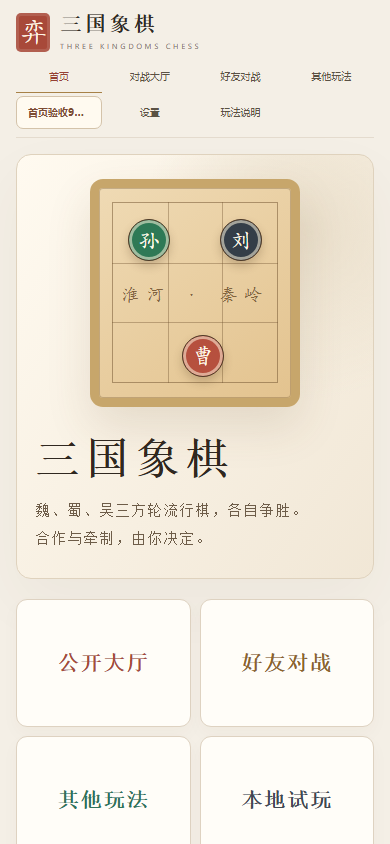 弈
三国象棋
THREE KINGDOMS CHESS
首页
对战大厅
好友对战
其他玩法
首页验收9...
设置
玩法说明
孙
刘
淮河 · 秦岭
曹
三国象棋
魏、蜀、吴三方轮流行棋，各自争胜。
合作与牵制，由你决定。
公开大厅
好友对战
其他玩法
本地试玩